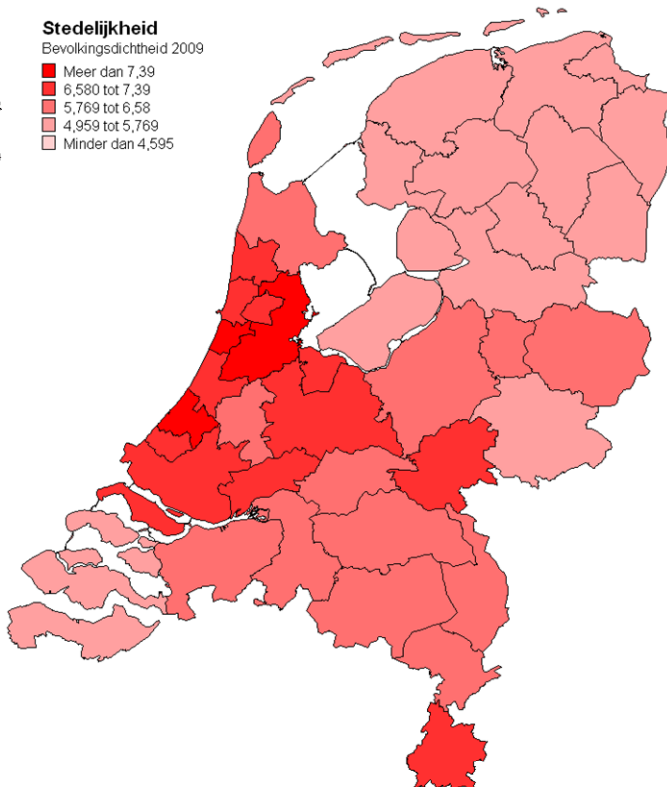 Stedelijkheid
Bevolkingsdichtheid 2009
Meer dan 7,39
6,580 tot 7,39
5,769 tot 6,58
4,959 tot 5,769
Minder dan 4,595